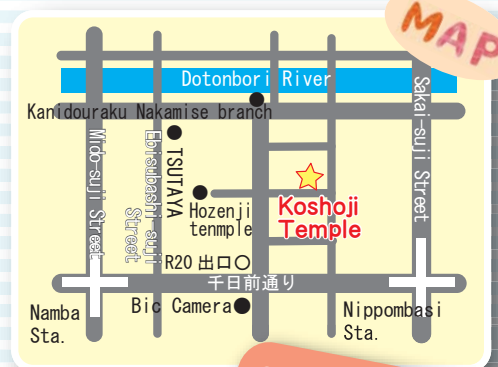 MAP
Dotonbori River
Kanidouraku Nakamise branch
Mido-suji Street
Ebisubashi suji
Street
TSUTAYA
Sakai-suji Street
Hozenji
tenmple
Koshoji
Temple
R20 出口
千日前通り
Namba
Sta.
Bic Camera
Nippombasi
Sta.